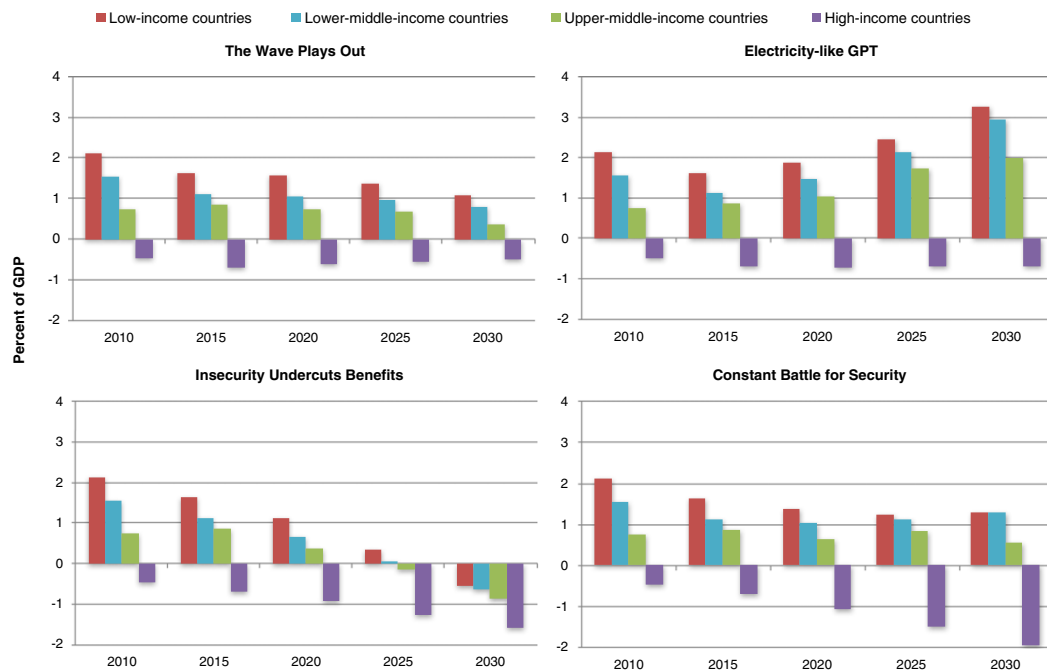 Low-income countries Lower-middle-income countries Upper-middle-income countries High-income countries
The Wave Plays Out
4
3
2
1
0
-1
-2
2010 2015 2020 2025 2030
Electricity-like GPT
4
3
2
1
0
-1
-2
2010 2015 2020 2025 2030
Percent of GDP
Insecurity Undercuts Benefits
4
3
2
1
0
-1
-2
2010 2015 2020 2025 2030
Constant Battle for Security
4
3
2
1
0
-1
-2
2010 2015 2020 2025 2030